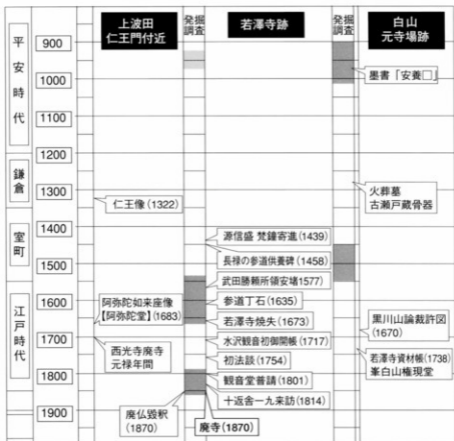 上波田
仁王門付近
発掘
調査
若澤寺跡
発掘
調査
白山
元寺場跡
平安時代
鎌倉
室町
江戸時代
900
1000
1100
1200
1300
1400
1500
1600
1700
1800
1900
仁王像(1322)
阿弥陀如来座像
【阿弥陀堂】(1683)
西光寺廃寺
元禄年間
廃仏毀釈
(1870)
源信盛 梵鐘寄進(1439)
長禄の参道供養碑(1458)
武田勝頼所領安堵1577)
参道丁石(1635)
若澤寺焼失(1673)
水沢観音初御開帳(1717)
初法談(1754)
観音堂普請(1801)
十返舎一九来訪(1814)
廃寺(1870)
墨書「安養□」
火葬墓
古瀬戸蔵骨器
黒川山論裁許図
(1670)
若澤寺資材帳(1738)
峯白山権現堂